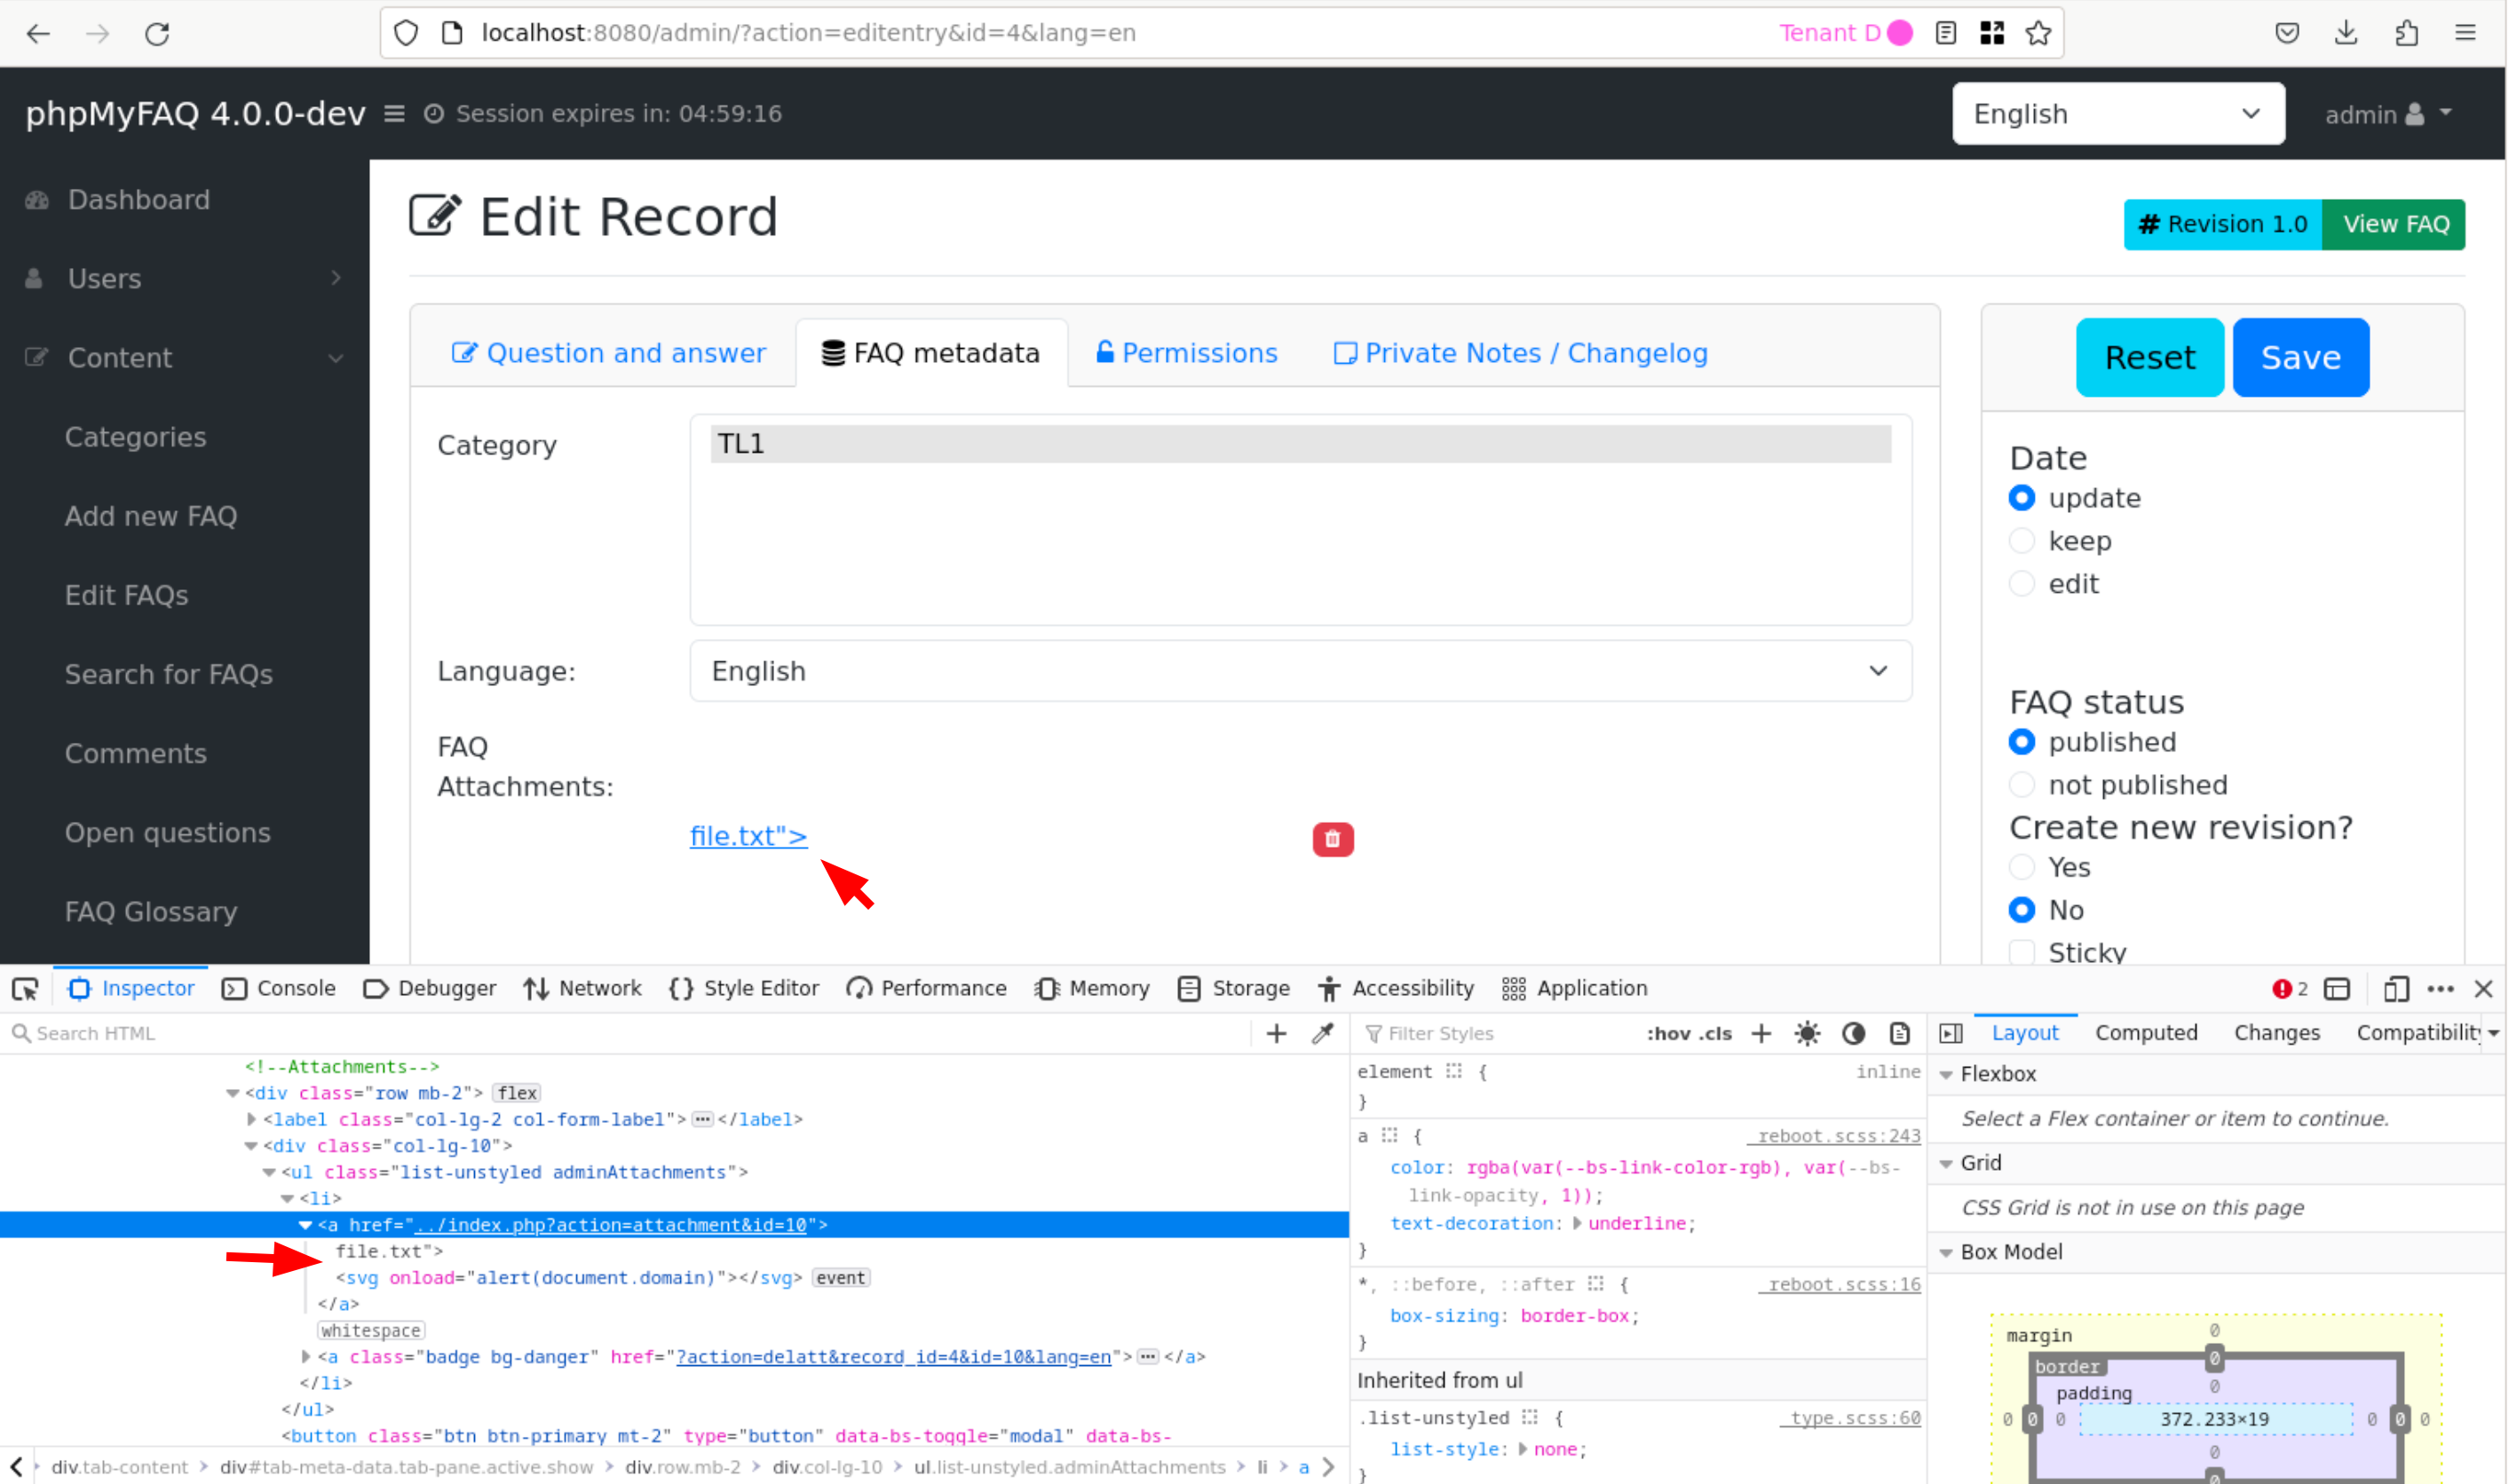 localhost:8080/admin/?action=editentry&id=4&lang=en
Tenant D
phpMyFAQ 4.0.0-dev
Session expires in: 04:59:16
English
admin
Dashboard
Users
Content
Categories
Add new FAQ
Edit FAQs
Search for FAQs
Comments
Open questions
FAQ Glossary
Edit Record
# Revision 1.0
View FAQ
Question and answer
FAQ metadata
Permissions
Private Notes / Changelog
Category
TL1
Language:
English
FAQ
Attachments:
file.txt">
Reset
Save
Date
update
keep
edit
FAQ status
published
not published
Create new revision?
Yes
No
Sticky
Inspector
Console
Debugger
Network
Style Editor
Performance
Memory
Storage
Accessibility
Application
2
Search HTML
<!--Attachments-->
<div class="row mb-2"> flex
<label class="col-lg-2 col-form-label"> ··· </label>
<div class="col-lg-10">
<ul class="list-unstyled adminAttachments">
<li>
<a href="../index.php?action=attachment&id=10">
file.txt">
<svg onload="alert(document.domain)"></svg> event
</a>
whitespace
<a class="badge bg-danger" href="?action=delatt&record_id=4&id=10&lang=en"> ··· </a>
</li>
</ul>
<button class="btn btn-primary mt-2" type="button" data-bs-toggle="modal" data-bs-
div.tab-content
div#tab-meta-data.tab-pane.active.show
div.row.mb-2
div.col-lg-10
ul.list-unstyled.adminAttachments
li
a
Filter Styles
:hov .cls
element {
inline
}
a {
_reboot.scss:243
color: rgba(var(--bs-link-color-rgb), var(--bs-
link-opacity, 1));
text-decoration: underline;
}
*, ::before, ::after {
_reboot.scss:16
box-sizing: border-box;
}
Inherited from ul
.list-unstyled {
_type.scss:60
list-style: none;
}
Layout
Computed
Changes
Compatibilit
Flexbox
Select a Flex container or item to continue.
Grid
CSS Grid is not in use on this page
Box Model
margin
0
border
0
padding
0
0 0 0 372.233×19 0 0 0
0
0